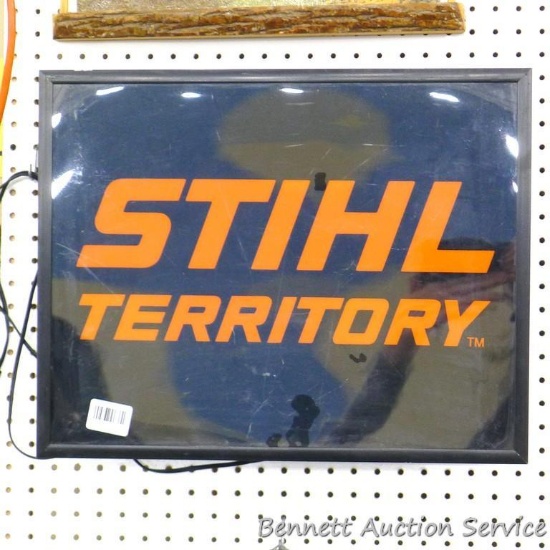 STIHL
TERRITORY™
Bennett Auction Service